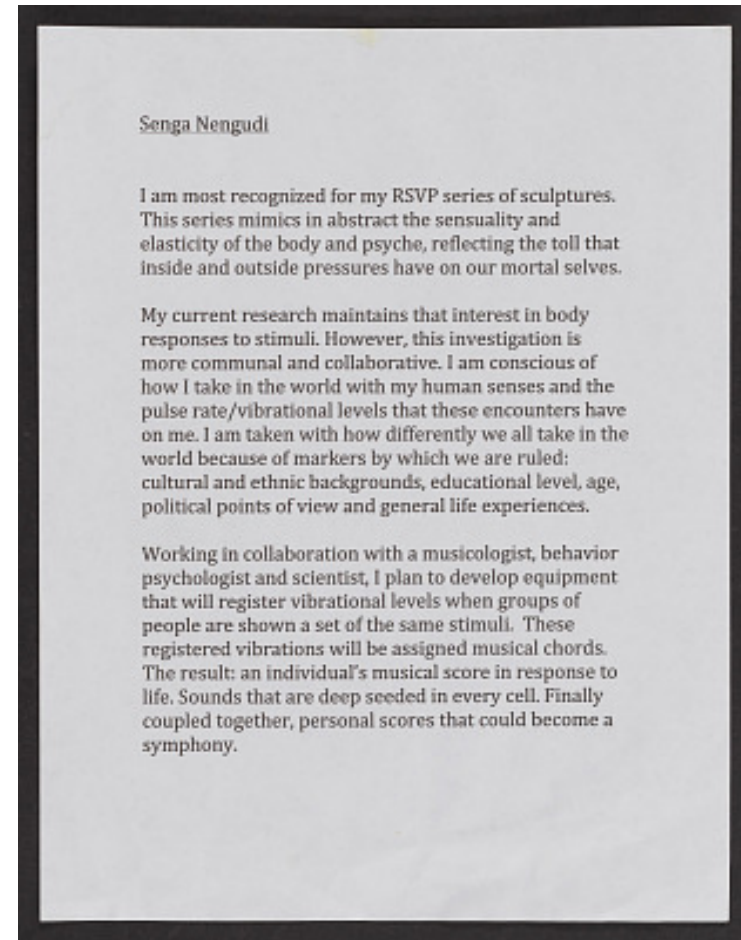 Senga Nengudi
I am most recognized for my RSVP series of sculptures.
This series mimics in abstract the sensuality and
elasticity of the body and psyche, reflecting the toll that
inside and outside pressures have on our mortal selves.
My current research maintains that interest in body
responses to stimuli. However, this investigation is
more communal and collaborative. I am conscious of
how I take in the world with my human senses and the
pulse rate/vibrational levels that these encounters have
on me. I am taken with how differently we all take in the
world because of markers by which we are ruled:
cultural and ethnic backgrounds, educational level, age,
political points of view and general life experiences.
Working in collaboration with a musicologist, behavior
psychologist and scientist, I plan to develop equipment
that will register vibrational levels when groups of
people are shown a set of the same stimuli.  These
registered vibrations will be assigned musical chords.
The result: an individual's musical score in response to
life. Sounds that are deep seeded in every cell. Finally
coupled together, personal scores that could become a
symphony.